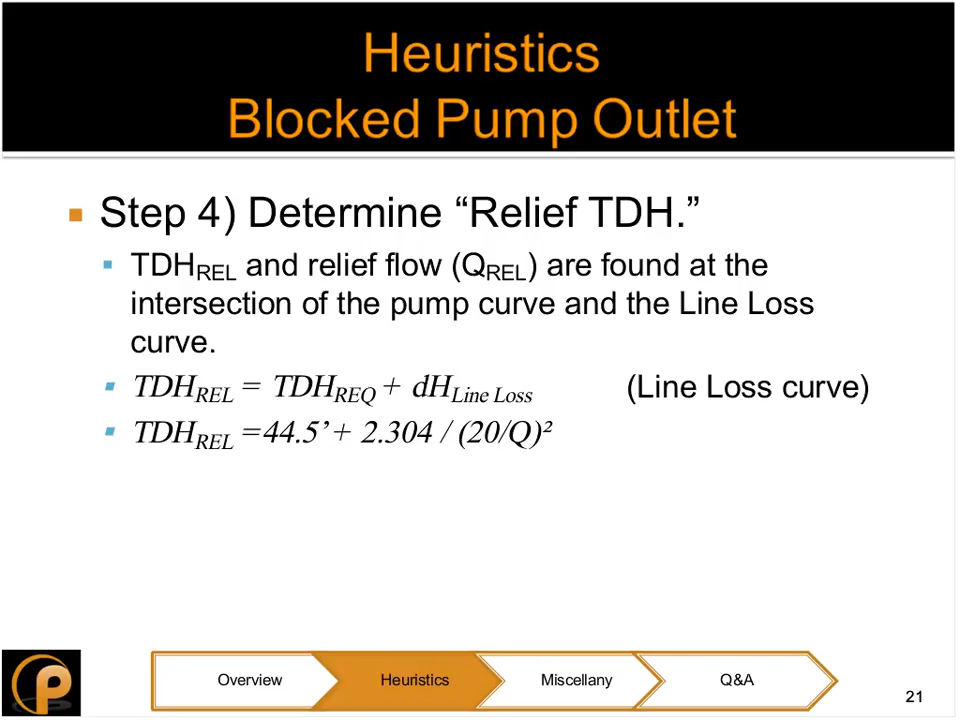 Heuristics
Blocked Pump Outlet
Step 4) Determine “Relief TDH.”
TDHREL and relief flow (QREL) are found at the
intersection of the pump curve and the Line Loss
curve.
TDHREL = TDHREQ + dHLine Loss (Line Loss curve)
TDHREL =44.5’+ 2.304 / (20/Q)²
Overview Heuristics Miscellany Q&A
21